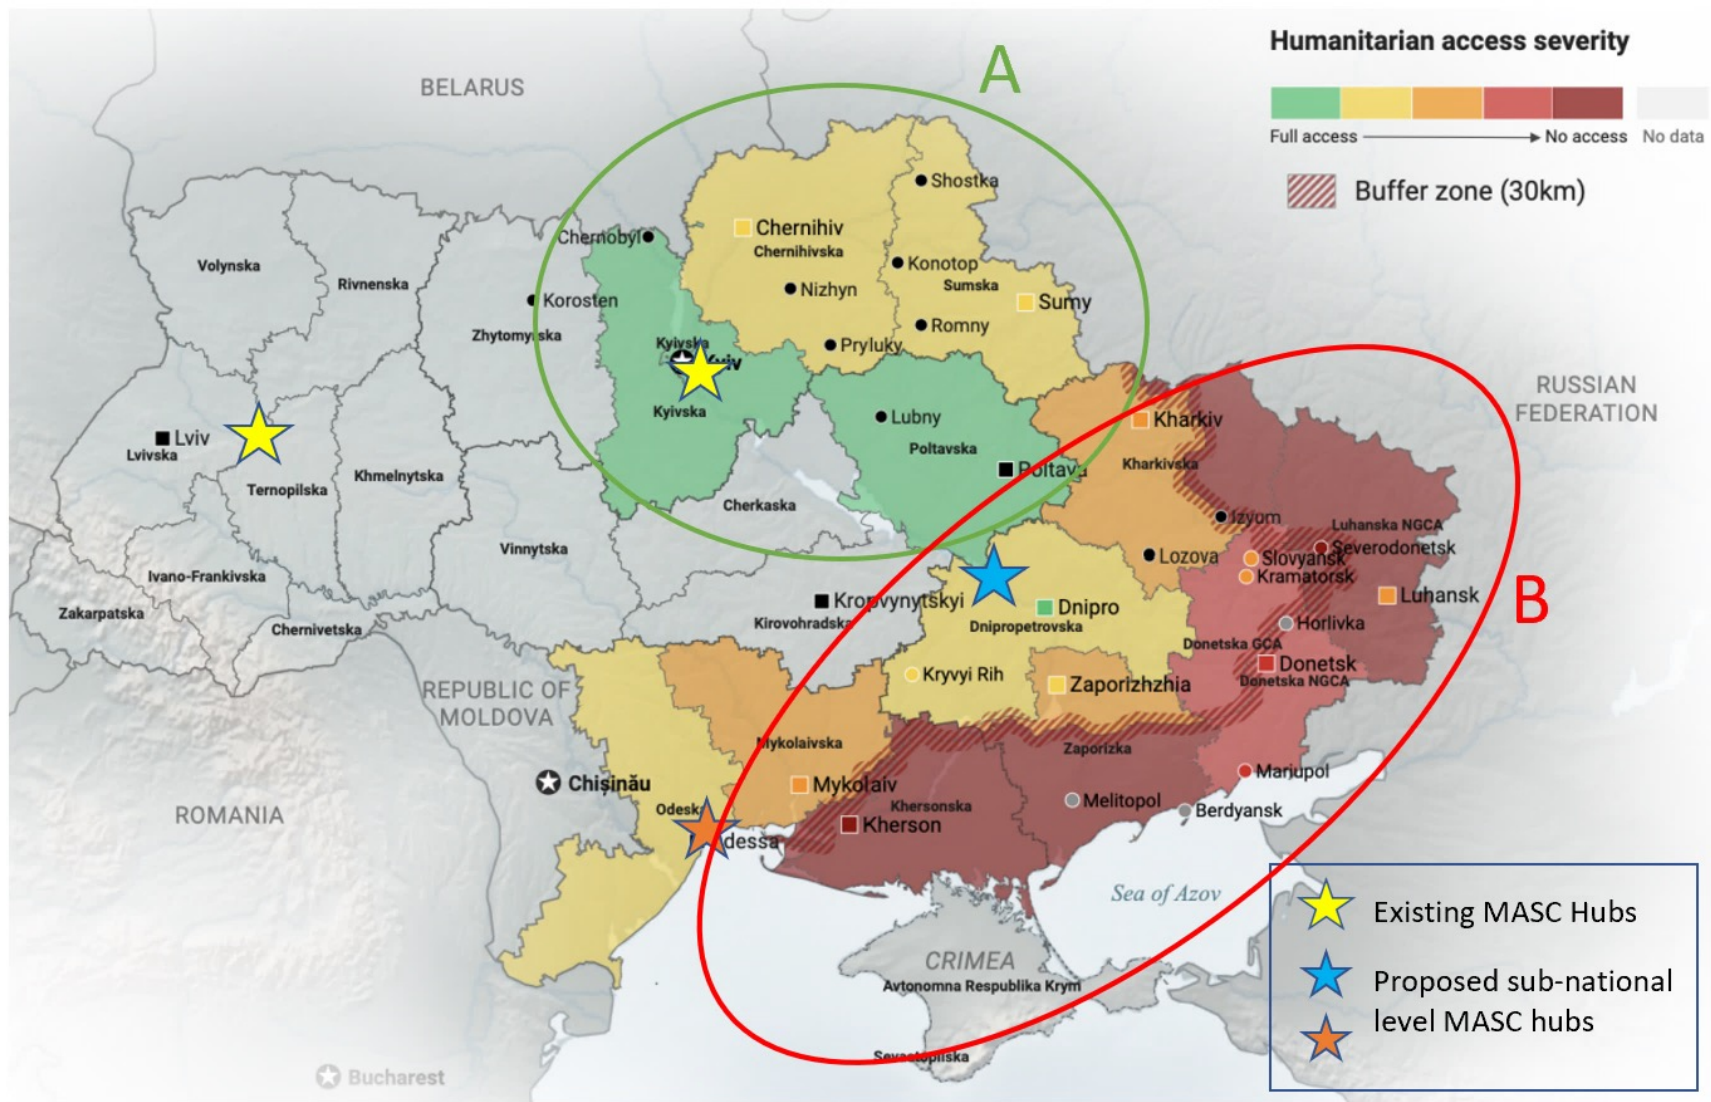 A
Humanitarian access severity
Full access
No access
No data
Buffer zone (30km)
BELARUS
Shostka
Chernihiv
Chernihivska
Chernobyl
Konotop
Sumska
Volynska
Rivnenska
Nizhyn
Korosten
Sumy
Romny
Zhytomyrska
Kyivska
Pryluky
RUSSIAN
FEDERATION
Kyivska
Lubny
Kharkiv
Lviv
Lvivska
Poltavska
Poltava
Kharkivska
Khmelnytska
Ternopilska
Cherkaska
Izyum
Luhanska NGCA
Vinnytska
Severodonetsk
Lozova
Slovyansk
Kramatorsk
Ivano-Frankivska
B
Luhansk
Kropvynytskyi
Dnipro
Zakarpatska
Kirovohradska
Dnipropetrovska
Horlivka
Chernivetska
Donetska GCA
Donetsk
Donetska NGCA
Kryvyi Rih
Zaporizhzhia
REPUBLIC OF
MOLDOVA
Mykolaivska
Zaporizka
Mariupol
Chișinău
Mykolaiv
Odeska
Khersonska
Melitopol
Berdyansk
ROMANIA
Kherson
dessa
Sea of Azov
CRIMEA
Avtonomna Respublika Krym
Sevastopilska
Bucharest
Existing MASC Hubs
Proposed sub-national
level MASC hubs